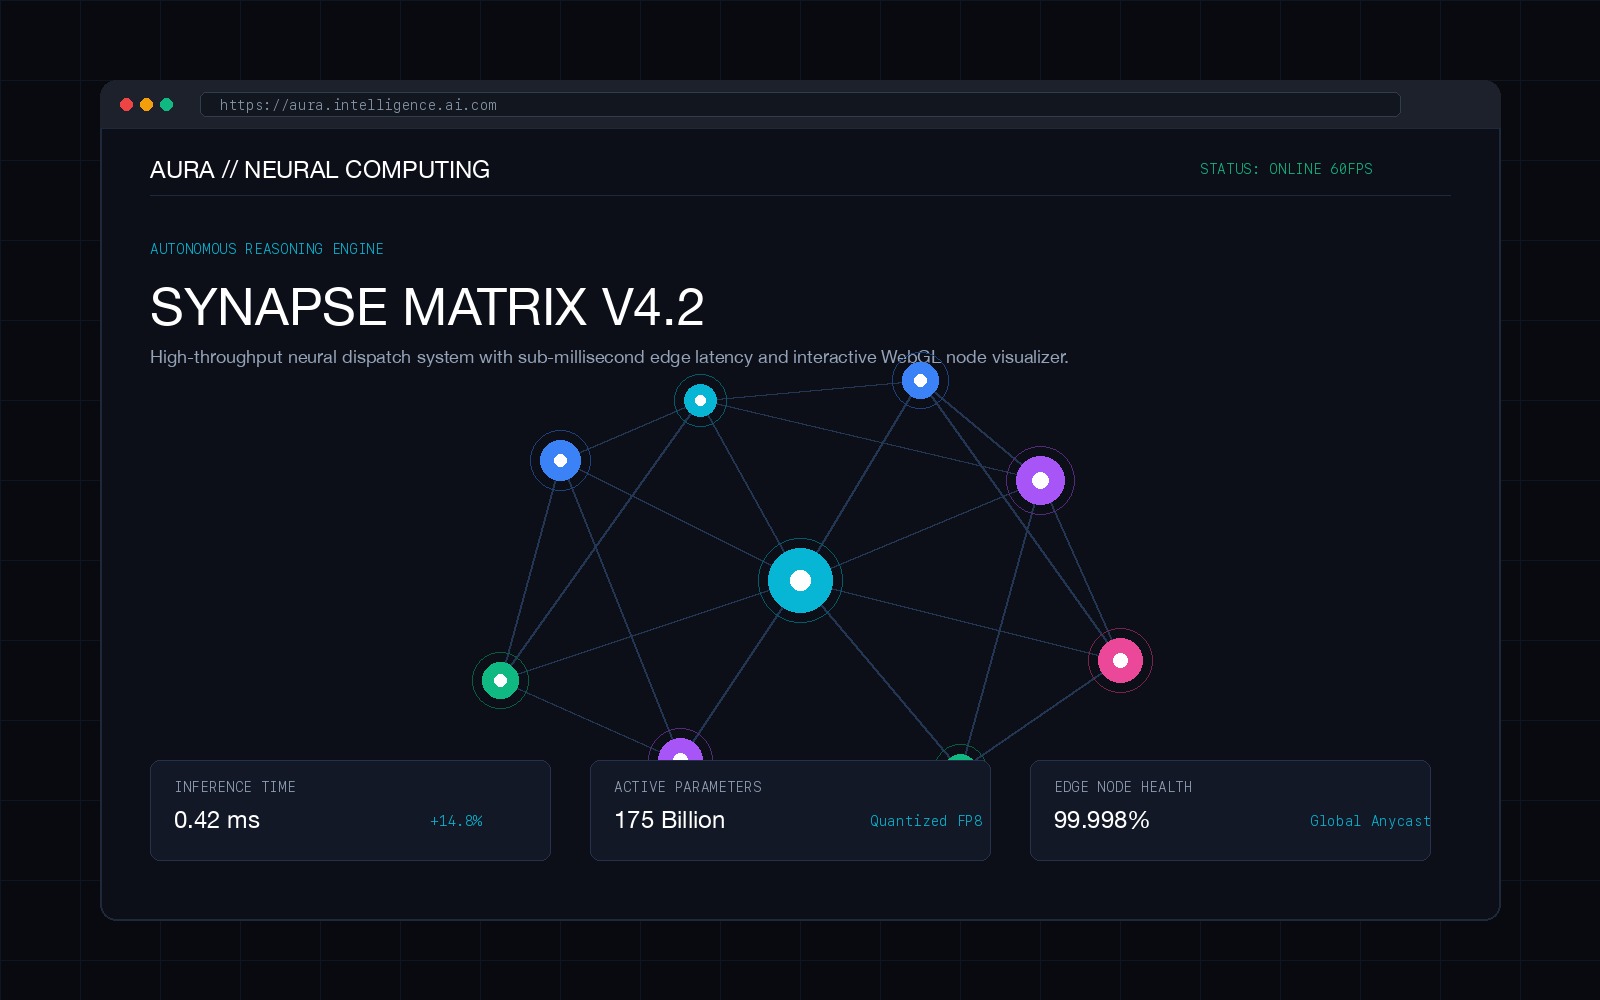 https://aura.intelligence.ai.com
AURA // NEURAL COMPUTING
STATUS: ONLINE 60FPS
AUTONOMOUS REASONING ENGINE
SYNAPSE MATRIX V4.2
High-throughput neural dispatch system with sub-millisecond edge latency and interactive WebGL node visualizer.
INFERENCE TIME
0.42 ms
+14.8%
ACTIVE PARAMETERS
175 Billion
Quantized FP8
EDGE NODE HEALTH
99.998%
Global Anycast